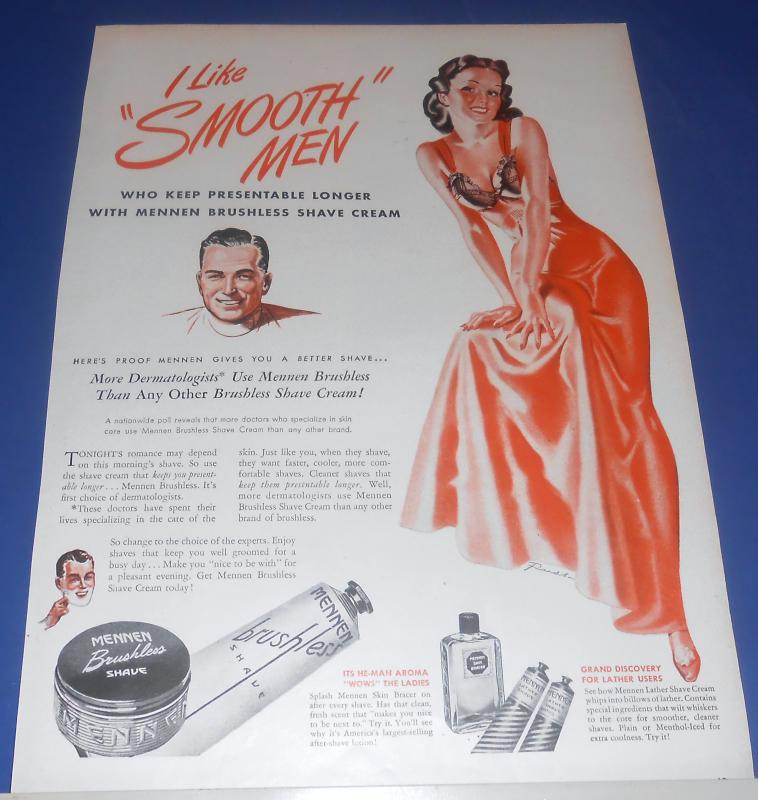 I Like
"SMOOTH"
MEN
WHO KEEP PRESENTABLE LONGER
WITH MENNEN BRUSHLESS SHAVE CREAM
HERE'S PROOF MENNEN GIVES YOU A BETTER SHAVE...
More Dermatologists* Use Mennen Brushless
Than Any Other Brushless Shave Cream!
A nationwide poll reveals that more doctors who specialize in skin
care use Mennen Brushless Shave Cream than any other brand.
TONIGHT'S romance may depend
on this morning's shave. So use
the shave cream that keeps you present-
able longer... Mennen Brushless. It's
first choice of dermatologists.
*These doctors have spent their
lives specializing in the care of the
skin. Just like you, when they shave,
they want faster, cooler, more com-
fortable shaves. Cleaner shaves that
keep them presentable longer. Well,
more dermatologists use Mennen
Brushless Shave Cream than any other
brand of brushless.
So change to the choice of the experts. Enjoy
shaves that keep you well groomed for a
busy day... Make you "nice to be with" for
a pleasant evening. Get Mennen Brushless
Shave Cream today!
MENNEN
Brushless
SHAVE
MENNEN
MENNEN
brushless
SHAVE
ITS HE-MAN AROMA
"WOWS" THE LADIES
Splash Mennen Skin Bracer on
after every shave. Has that clean,
fresh scent that "makes you nice
to be next to." Try it. You'll see
why it's America's largest-selling
after-shave lotion!
MENNEN
SKIN
BRACER
MENNEN
MENNEN
GRAND DISCOVERY
FOR LATHER USERS
See how Mennen Lather Shave Cream
whips into billows of lather. Contains
special ingredients that wilt whiskers
to the core for smoother, cleaner
shaves. Plain or Menthol-Iced for
extra coolness. Try it!